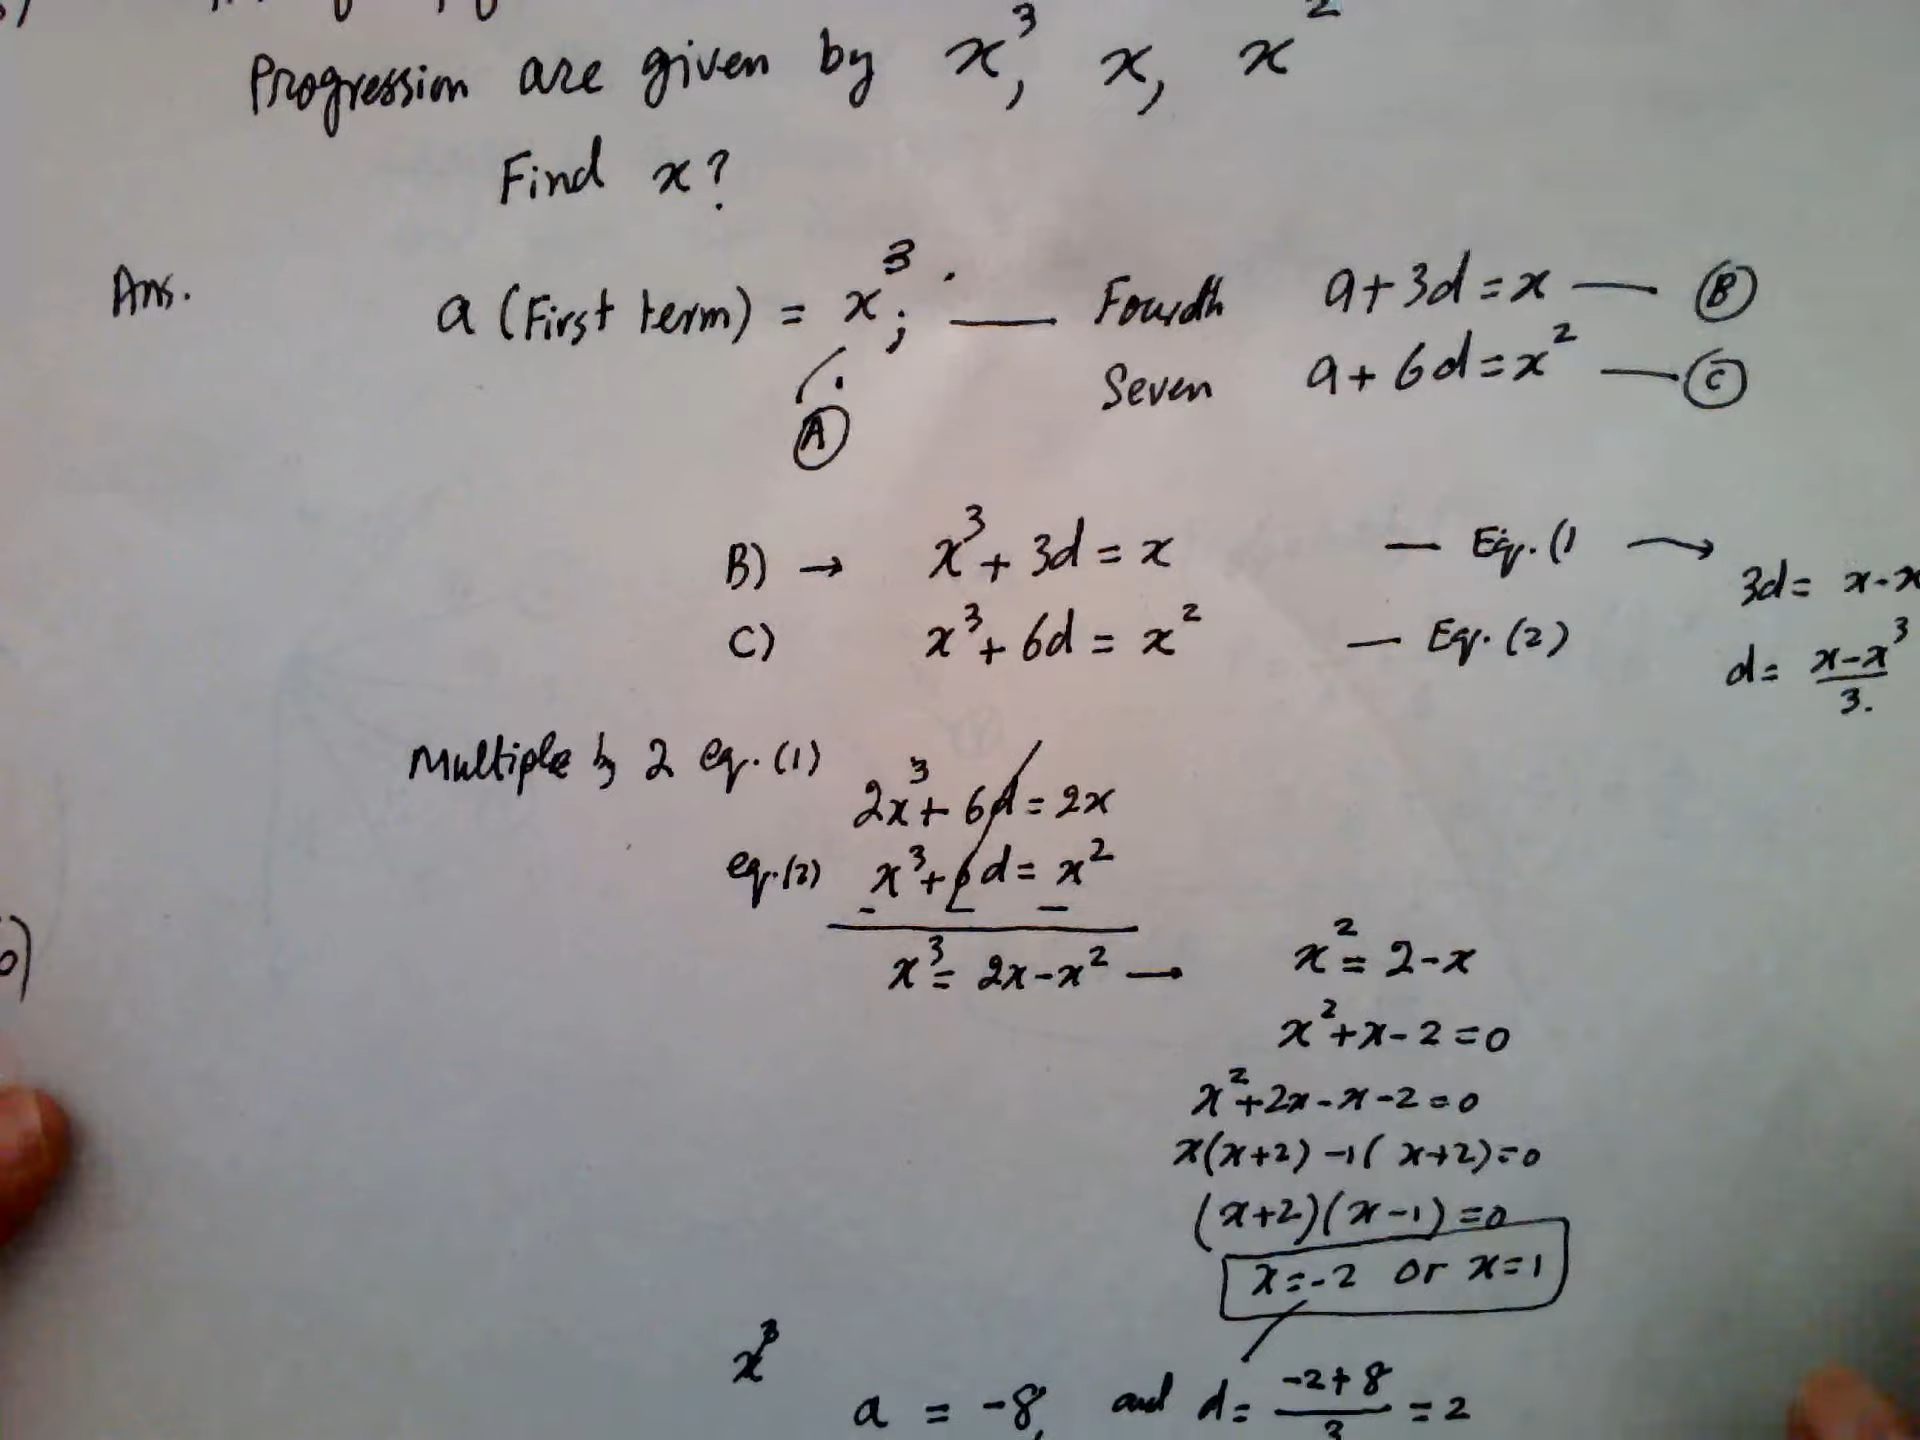 Progression are given by x³, x, x²
Find x?
Ans.
a (First term) = x³; — Fourth a+3d=x — (B)
(A)
Seven a+6d=x² — (C)
B) → x³+3d=x — Eq. (1 →
3d= x-x
C) x³+6d=x² — Eq. (2)
d= x-x³/3.
Multiple by 2 eq. (1) 2x³+6d=2x
eq.(2) x³+6d=x²
- - -
x³= 2x-x² → x²= 2-x
x²+x-2=0
x²+2x-x-2=0
x(x+2)-1(x+2)=0
(x+2)(x-1)=0
x=-2 or x=1
x³
a = -8, and d= -2+8/3 =2